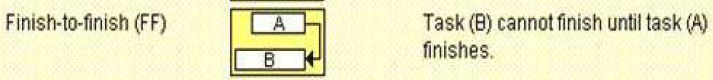 Finish-to-finish (FF)
A
B
Task (B) cannot finish until task (A)
finishes.